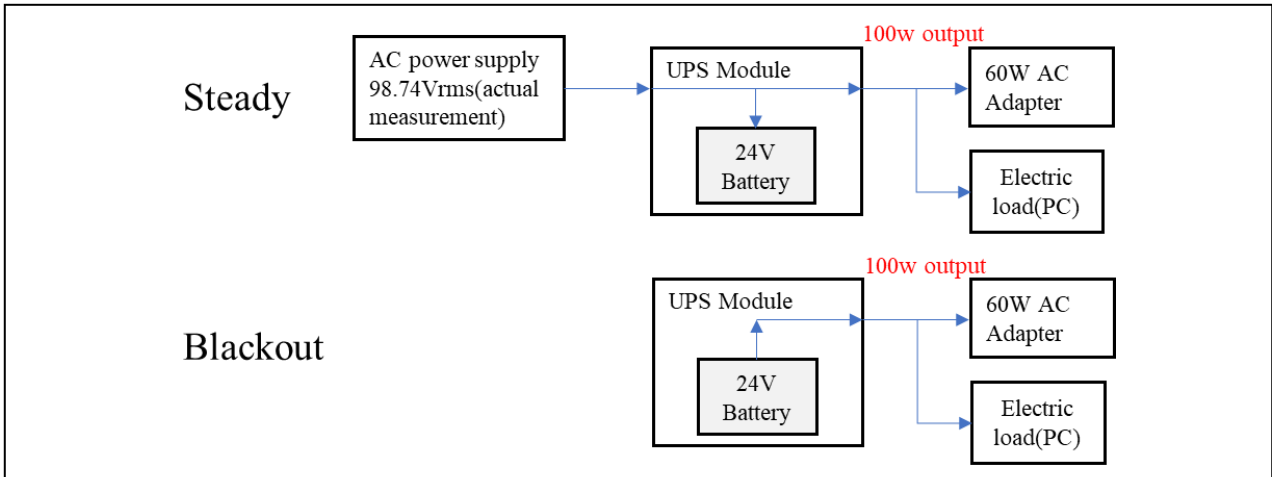 Steady
AC power supply
98.74Vrms(actual
measurement)
UPS Module
24V
Battery
100w output
60W AC
Adapter
Electric
load(PC)
Blackout
UPS Module
24V
Battery
100w output
60W AC
Adapter
Electric
load(PC)